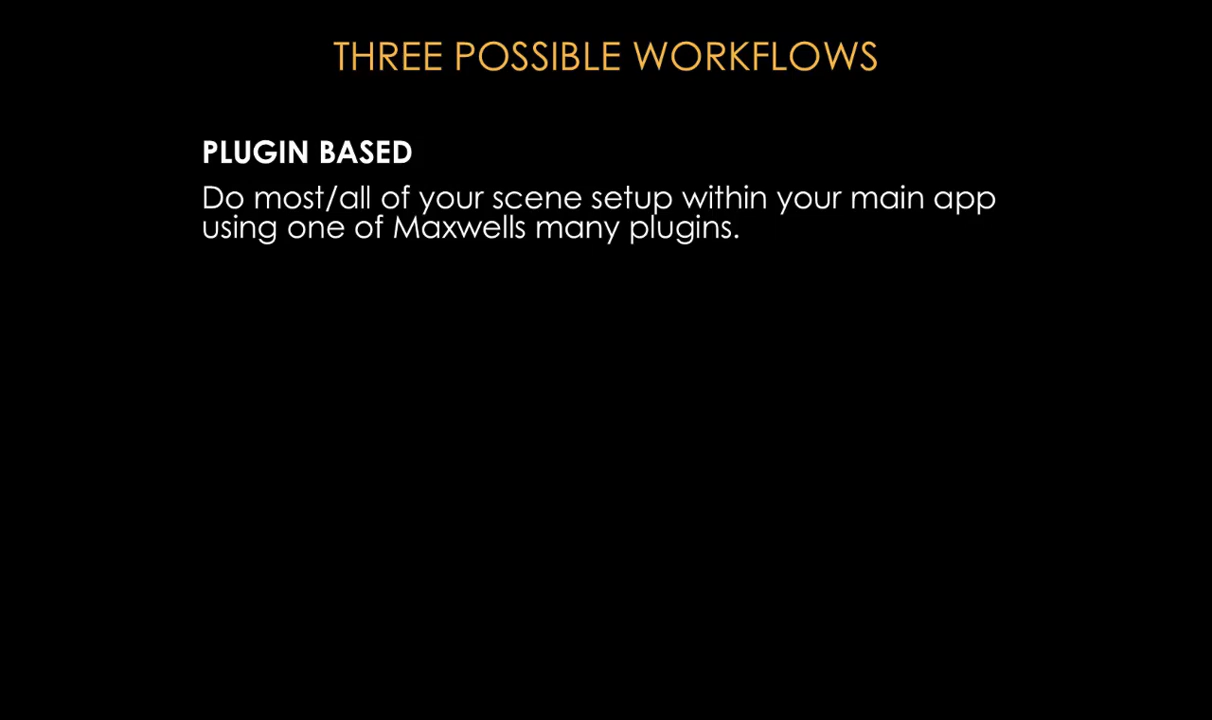 THREE POSSIBLE WORKFLOWS
PLUGIN BASED
Do most/all of your scene setup within your main app
using one of Maxwells many plugins.